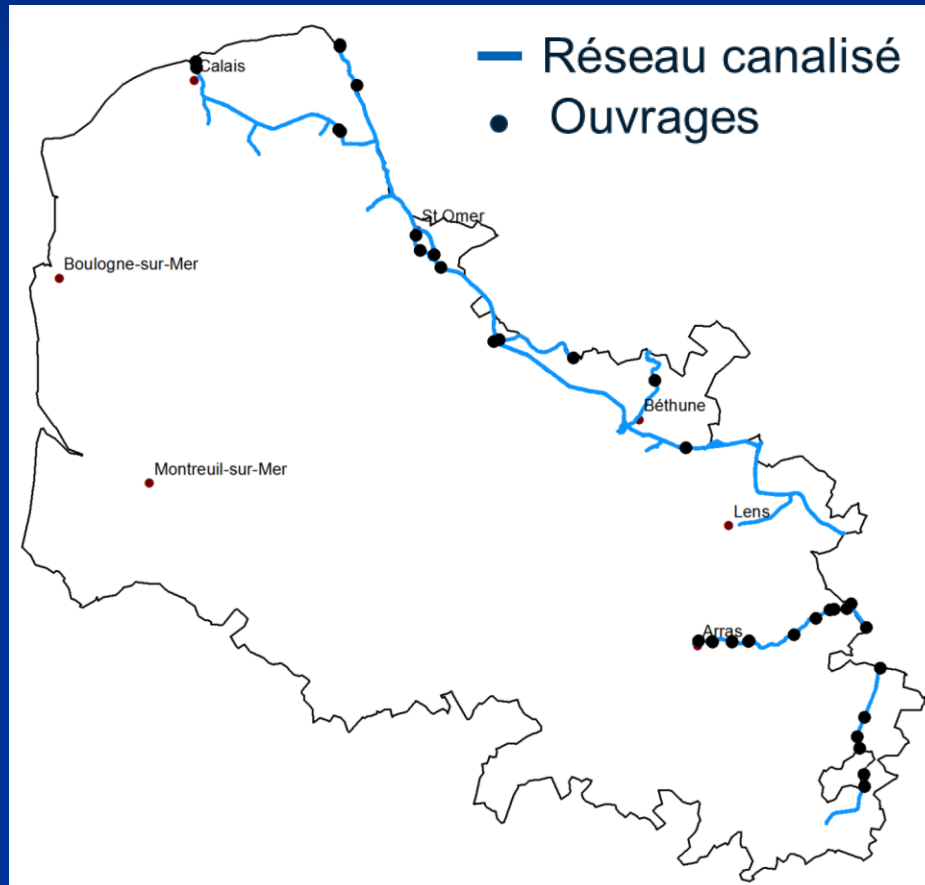 Réseau canalisé
Ouvrages
Calais
St Omer
Boulogne-sur-Mer
Béthune
Montreuil-sur-Mer
Lens
Arras